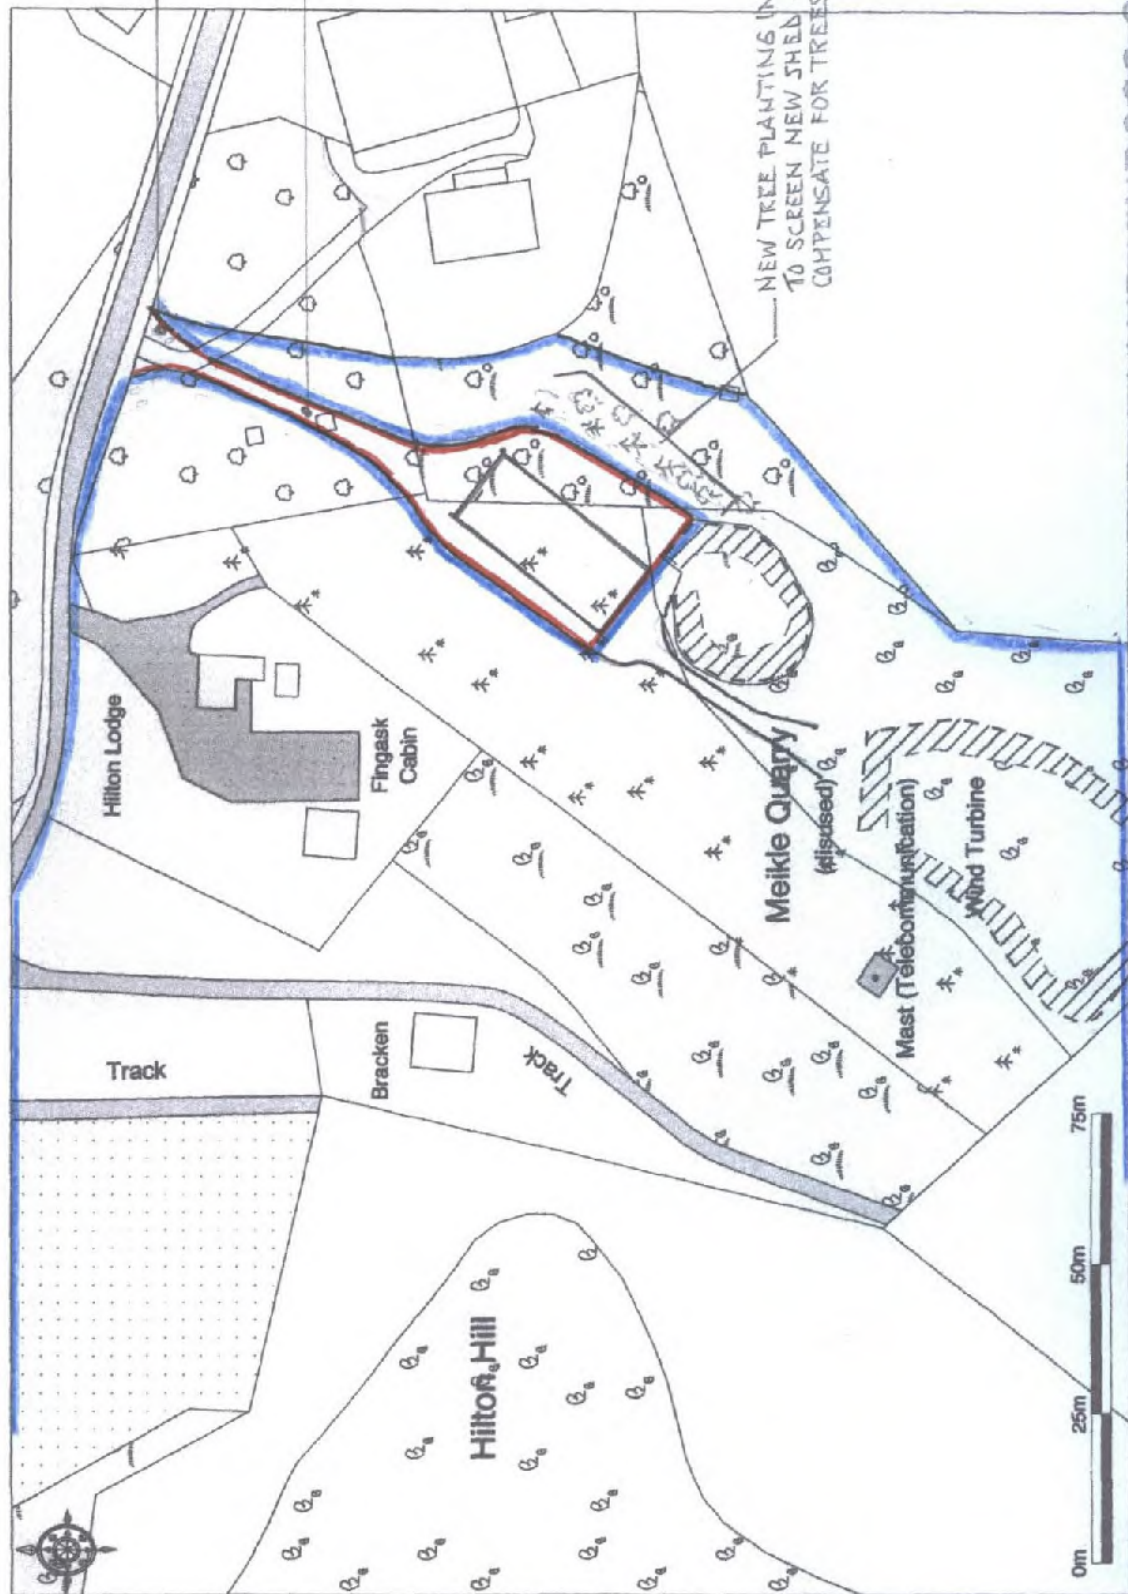 NEW TREE PLANTING
TO SCREEN NEW SHED
COMPENSATE FOR TREES
Hilton Lodge
Fingask
Cabin
Track
Bracken
Track
Meikle Quarry
(disused)
Mast (Telecommunication)
Wind Turbine
Hilton Hill
0m
25m
50m
75m